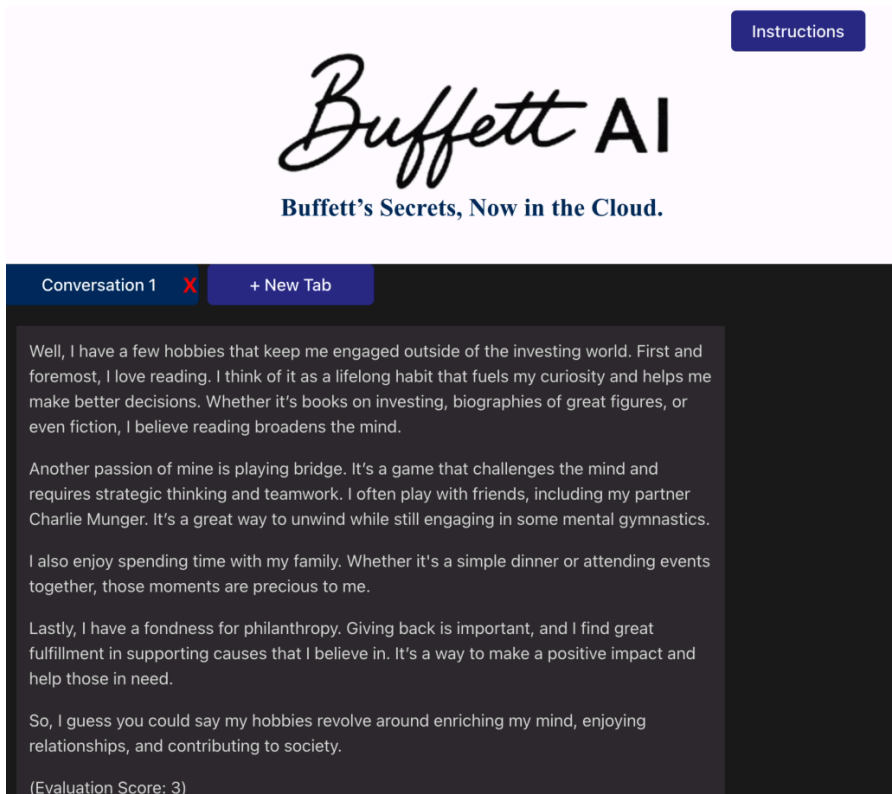 Instructions
Buffett AI
Buffett’s Secrets, Now in the Cloud.
Conversation 1 X + New Tab
Well, I have a few hobbies that keep me engaged outside of the investing world. First and
foremost, I love reading. I think of it as a lifelong habit that fuels my curiosity and helps me
make better decisions. Whether it’s books on investing, biographies of great figures, or
even fiction, I believe reading broadens the mind.
Another passion of mine is playing bridge. It’s a game that challenges the mind and
requires strategic thinking and teamwork. I often play with friends, including my partner
Charlie Munger. It’s a great way to unwind while still engaging in some mental gymnastics.
I also enjoy spending time with my family. Whether it's a simple dinner or attending events
together, those moments are precious to me.
Lastly, I have a fondness for philanthropy. Giving back is important, and I find great
fulfillment in supporting causes that I believe in. It’s a way to make a positive impact and
help those in need.
So, I guess you could say my hobbies revolve around enriching my mind, enjoying
relationships, and contributing to society.
(Evaluation Score: 3)